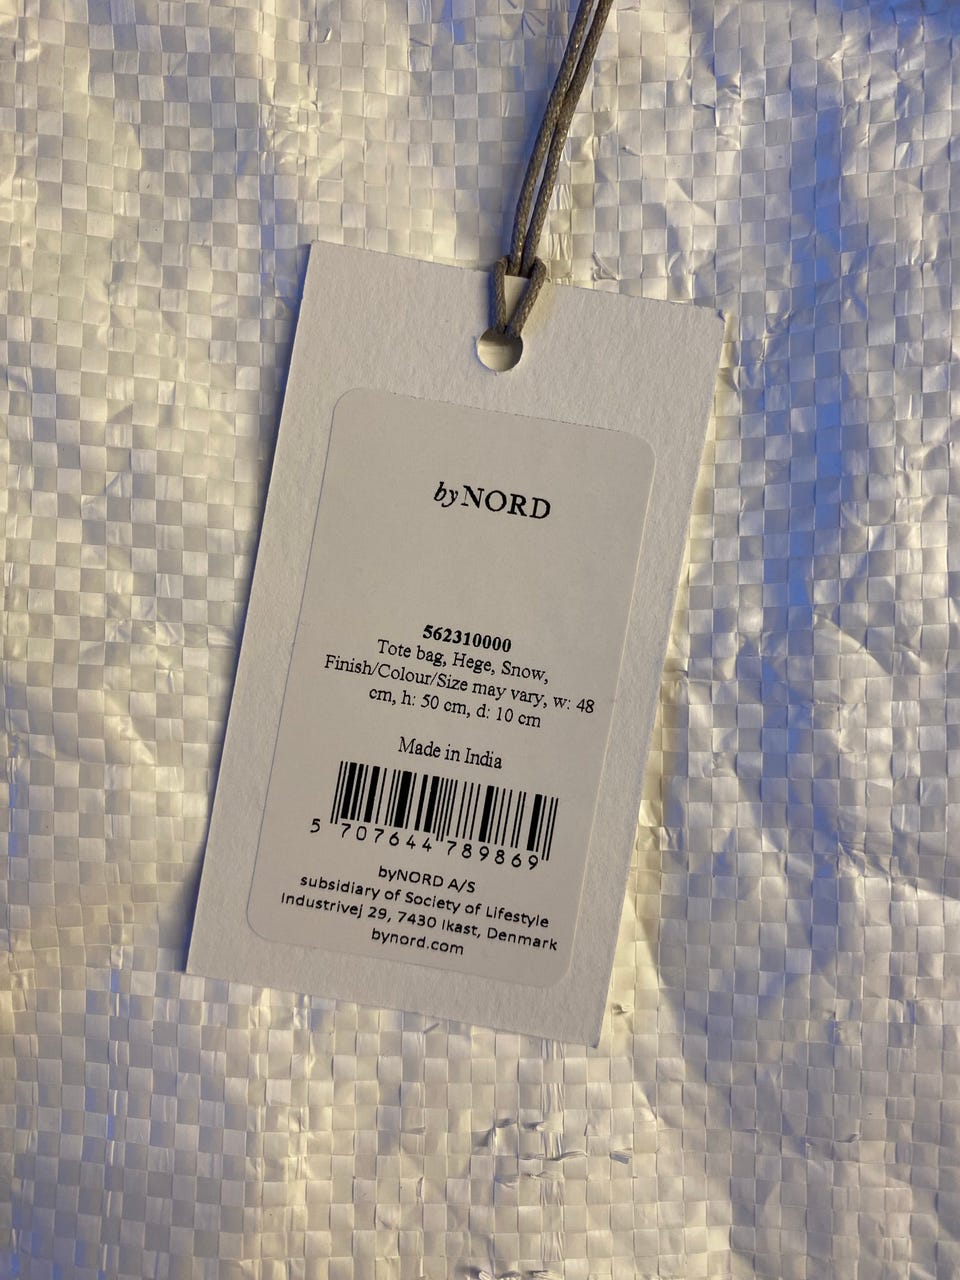 byNORD
562310000
Tote bag, Hege, Snow,
Finish/Colour/Size may vary, w: 48
cm, h: 50 cm, d: 10 cm
Made in India
5 707644 789869
byNORD A/S
subsidiary of Society of Lifestyle
Industrivej 29, 7430 Ikast, Denmark
bynord.com